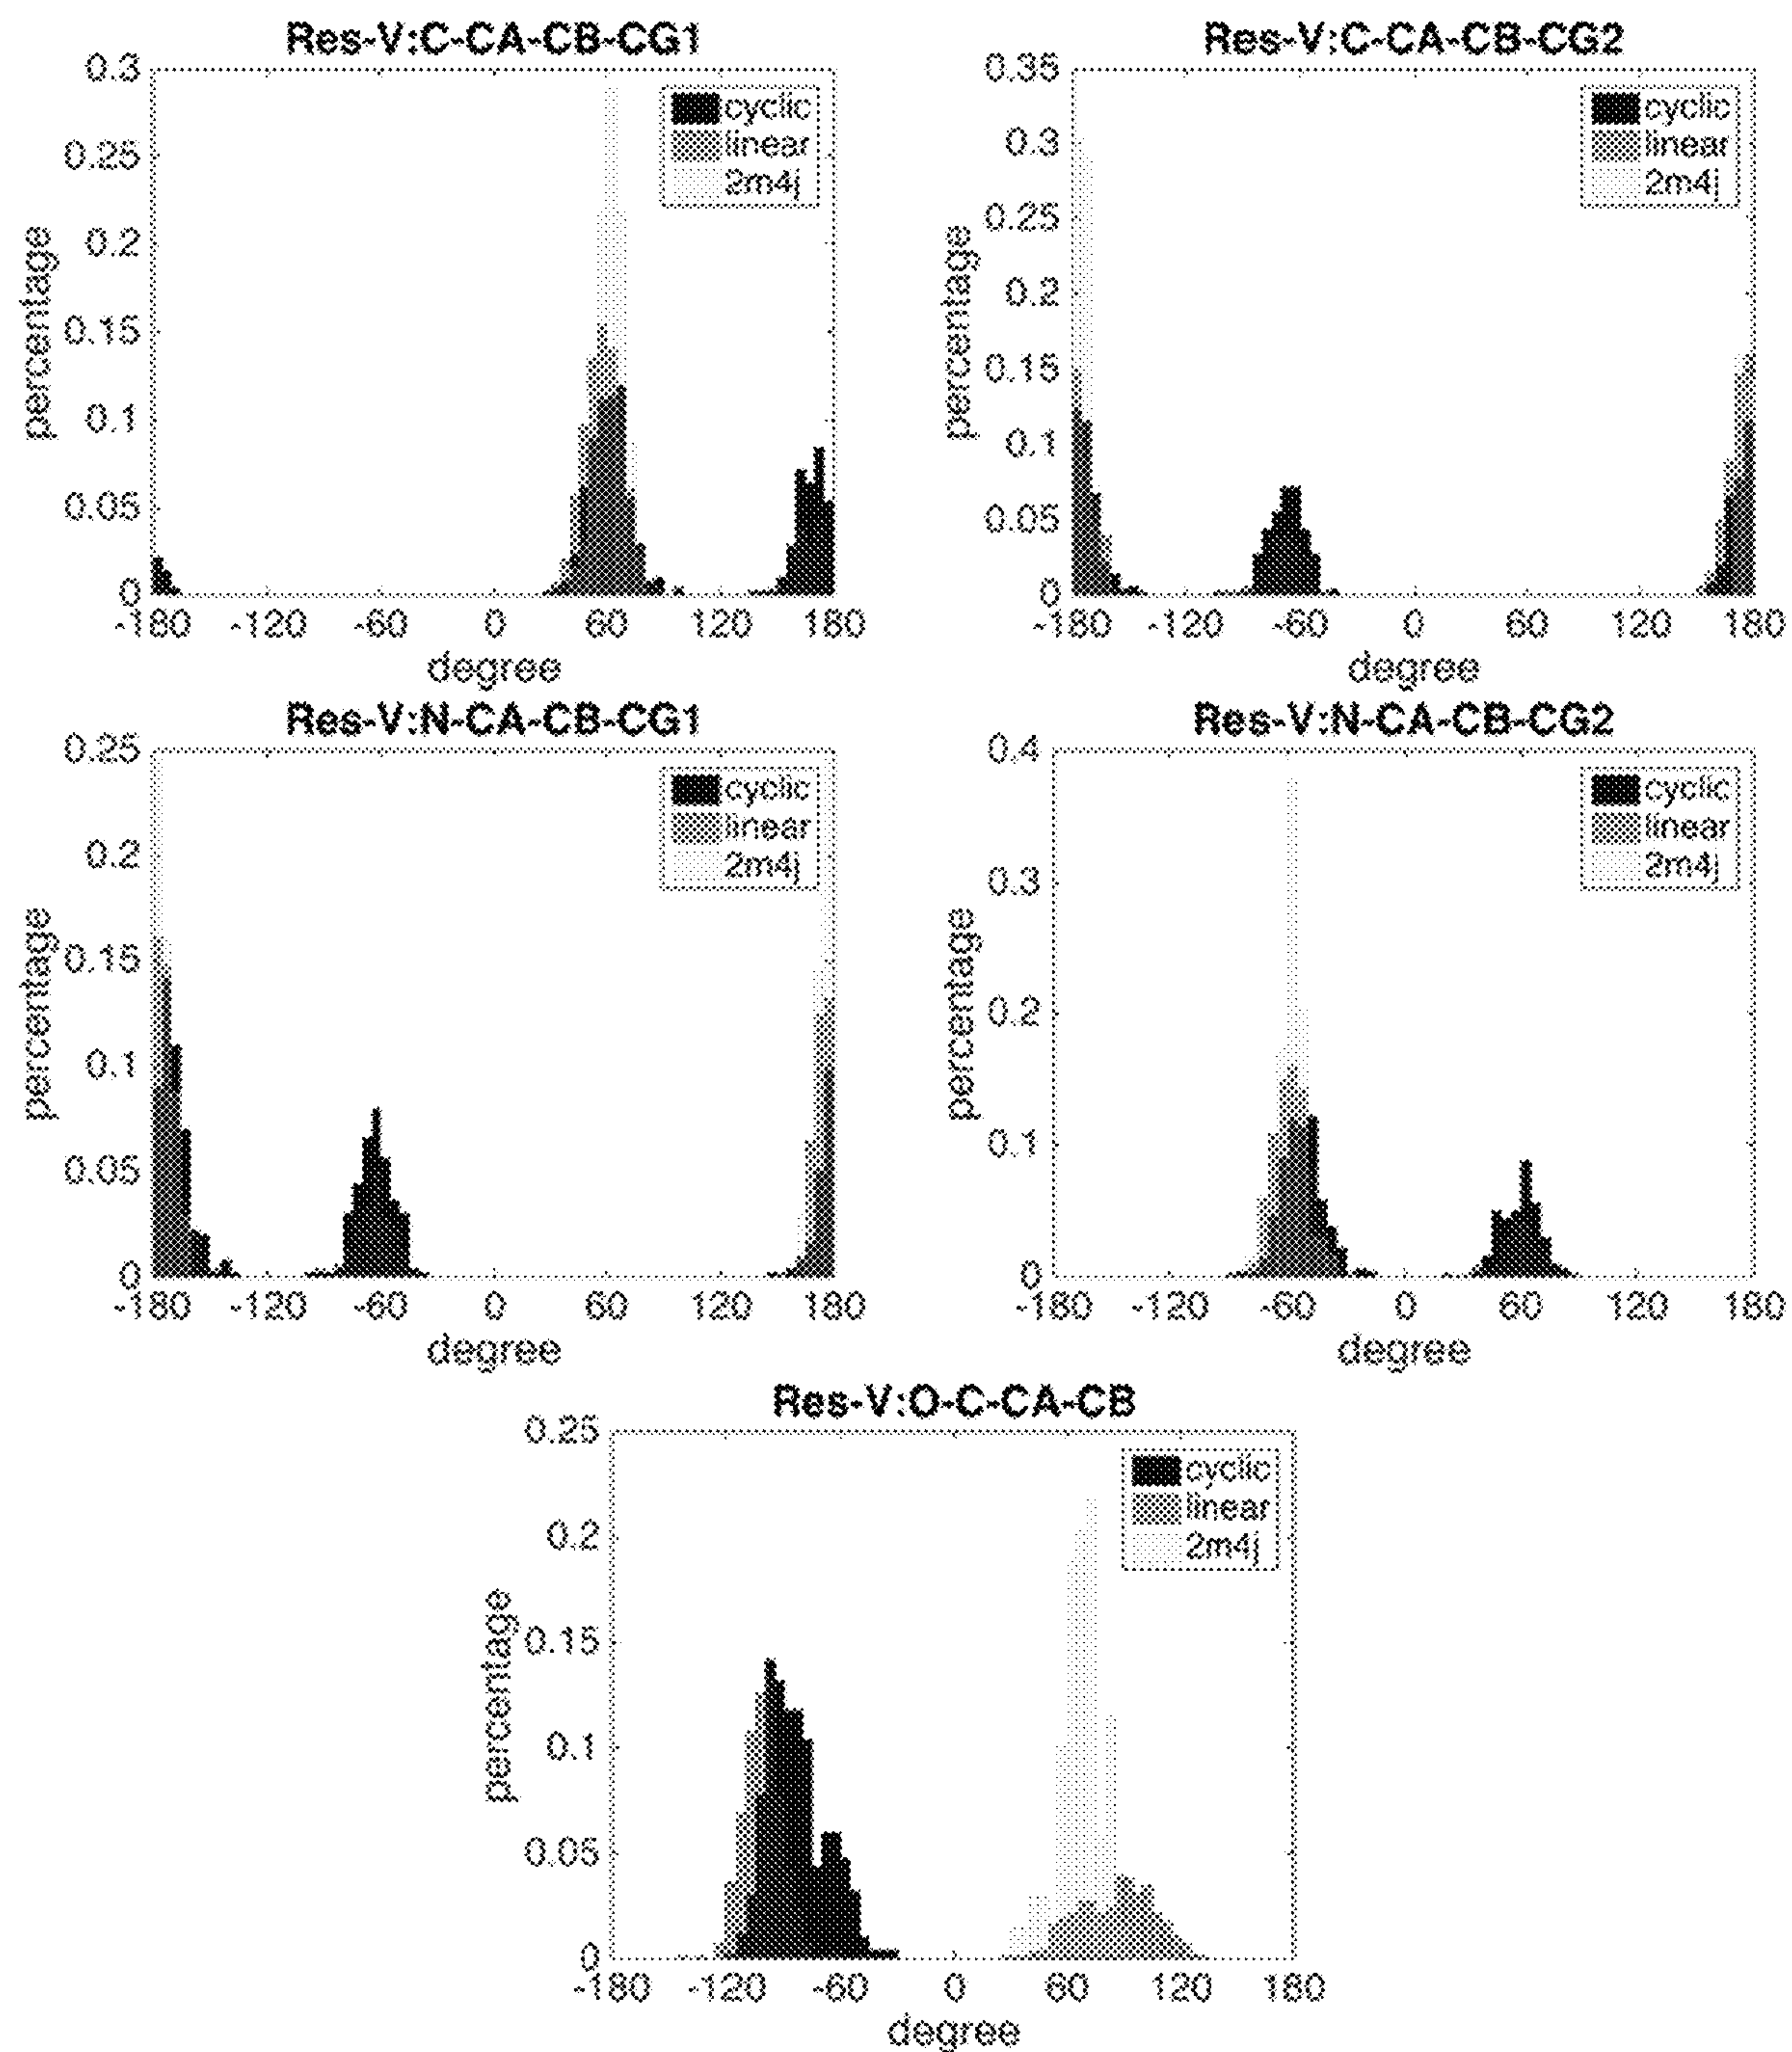 Res-V:C-CA-CB-CG1
0.3
0.25
0.2
0.15
0.1
0.05
0
-180 -120 -60 0 60 120 180
percentage
degree
cyclic
linear
2m4j
Res-V:C-CA-CB-CG2
0.35
0.3
0.25
0.2
0.15
0.1
0.05
0
-180 -120 -60 0 60 120 180
percentage
degree
cyclic
linear
2m4j
Res-V:N-CA-CB-CG1
0.25
0.2
0.15
0.1
0.05
0
-180 -120 -60 0 60 120 180
percentage
degree
cyclic
linear
2m4j
Res-V:N-CA-CB-CG2
0.4
0.3
0.2
0.1
0
-180 -120 -60 0 60 120 180
percentage
degree
cyclic
linear
2m4j
Res-V:O-C-CA-CB
0.25
0.2
0.15
0.1
0.05
0
-180 -120 -60 0 60 120 180
percentage
degree
cyclic
linear
2m4j